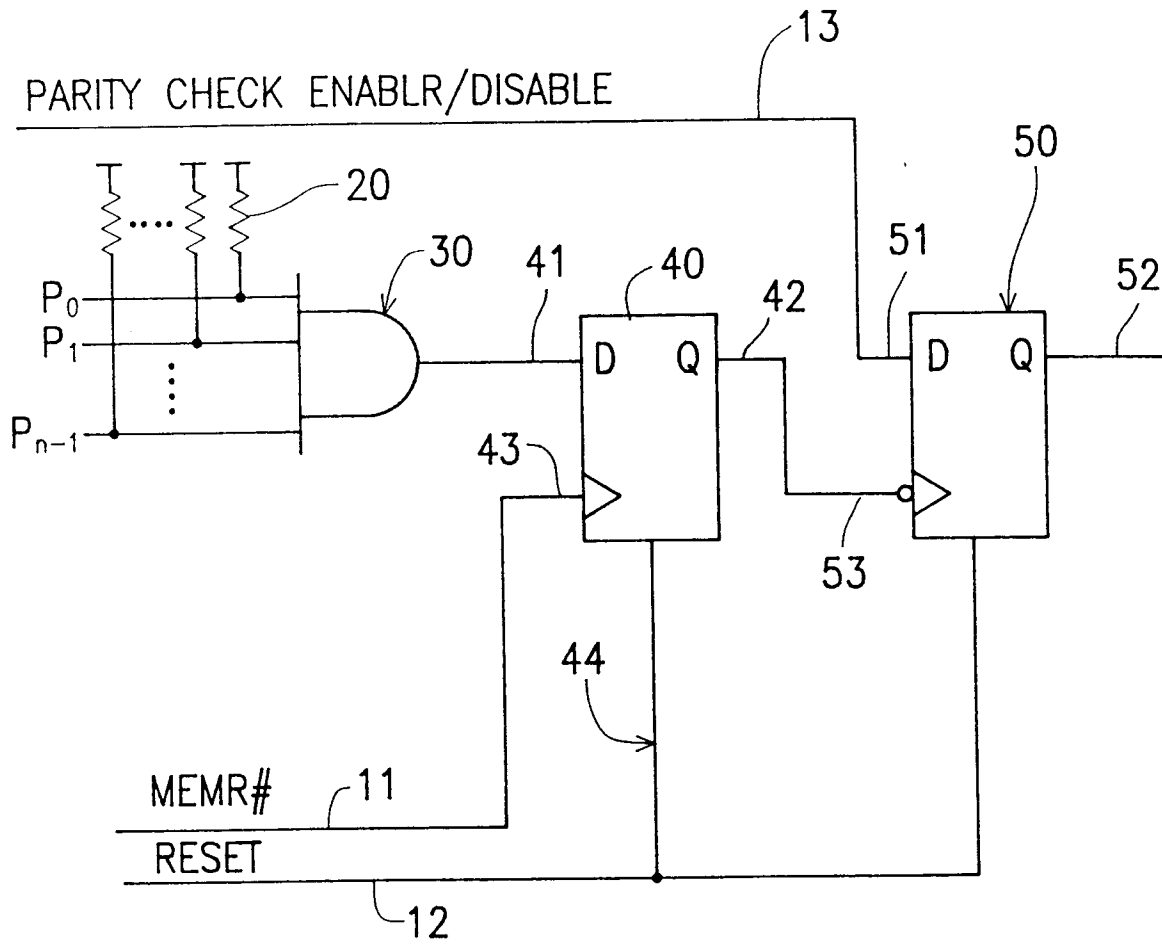 13
PARITY CHECK ENABLR/DISABLE
50
20
30
40
41
42
51
52
P0
P1
Pn-1
D Q
D Q
43
53
44
MEMR#
11
RESET
12